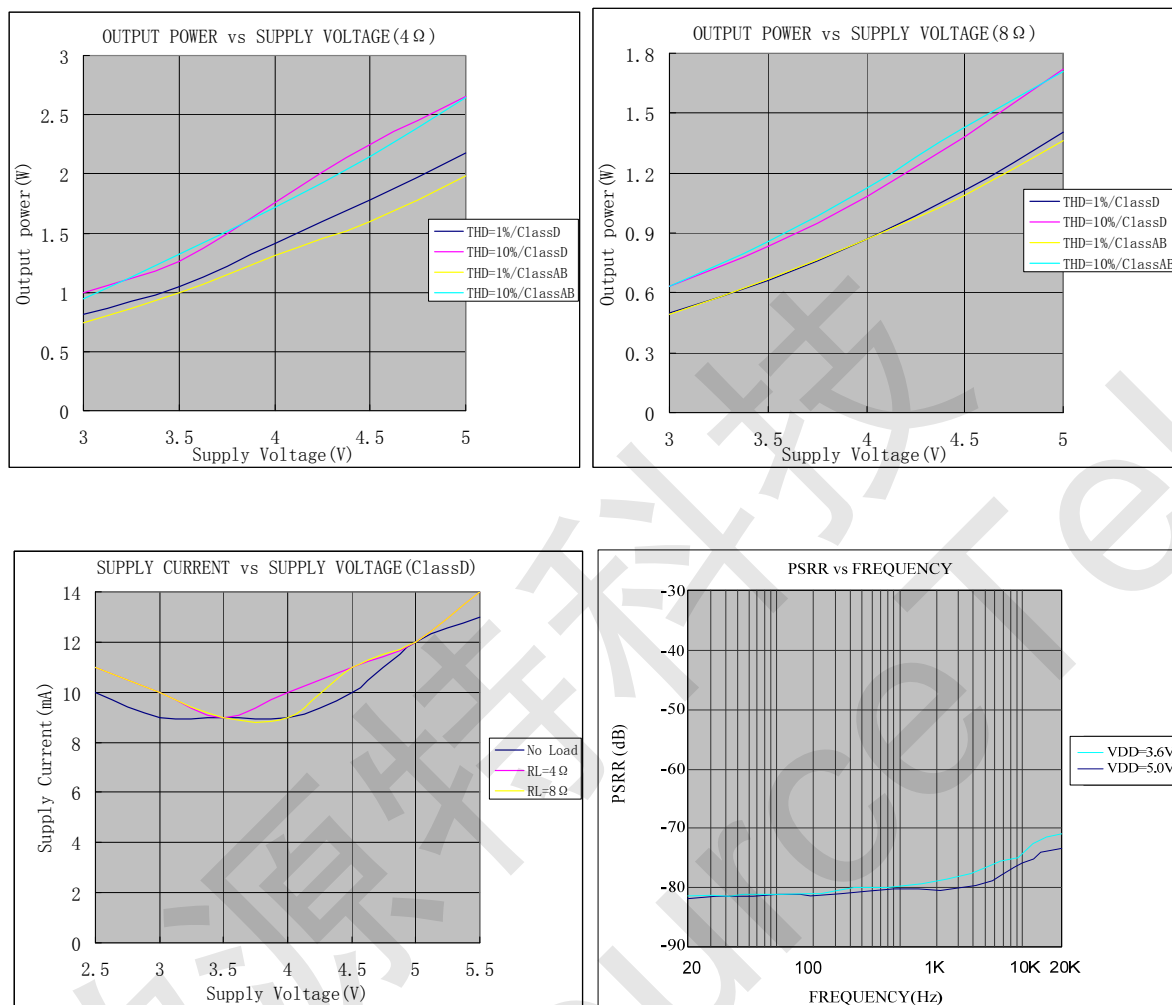 OUTPUT POWER vs SUPPLY VOLTAGE(4Ω)
3
2.5
2
1.5
1
0.5
0
3 3.5 4 4.5 5
Output power(W)
Supply Voltage(V)
THD=1%/ClassD
THD=10%/ClassD
THD=1%/ClassAB
THD=10%/ClassAB
OUTPUT POWER vs SUPPLY VOLTAGE(8Ω)
1.8
1.5
1.2
0.9
0.6
0.3
0
3 3.5 4 4.5 5
Output power(W)
Supply Voltage(V)
THD=1%/ClassD
THD=10%/ClassD
THD=1%/ClassAB
THD=10%/ClassAB
SUPPLY CURRENT vs SUPPLY VOLTAGE(ClassD)
14
12
10
8
6
4
2
0
2.5 3 3.5 4 4.5 5 5.5
Supply Current(mA)
Supply Voltage(V)
No Load
RL=4Ω
RL=8Ω
PSRR vs FREQUENCY
-30
-40
-50
-60
-70
-80
-90
20 100 1K 10K 20K
PSRR(dB)
FREQUENCY(Hz)
VDD=3.6V
VDD=5.0V
源特科技
urceTe